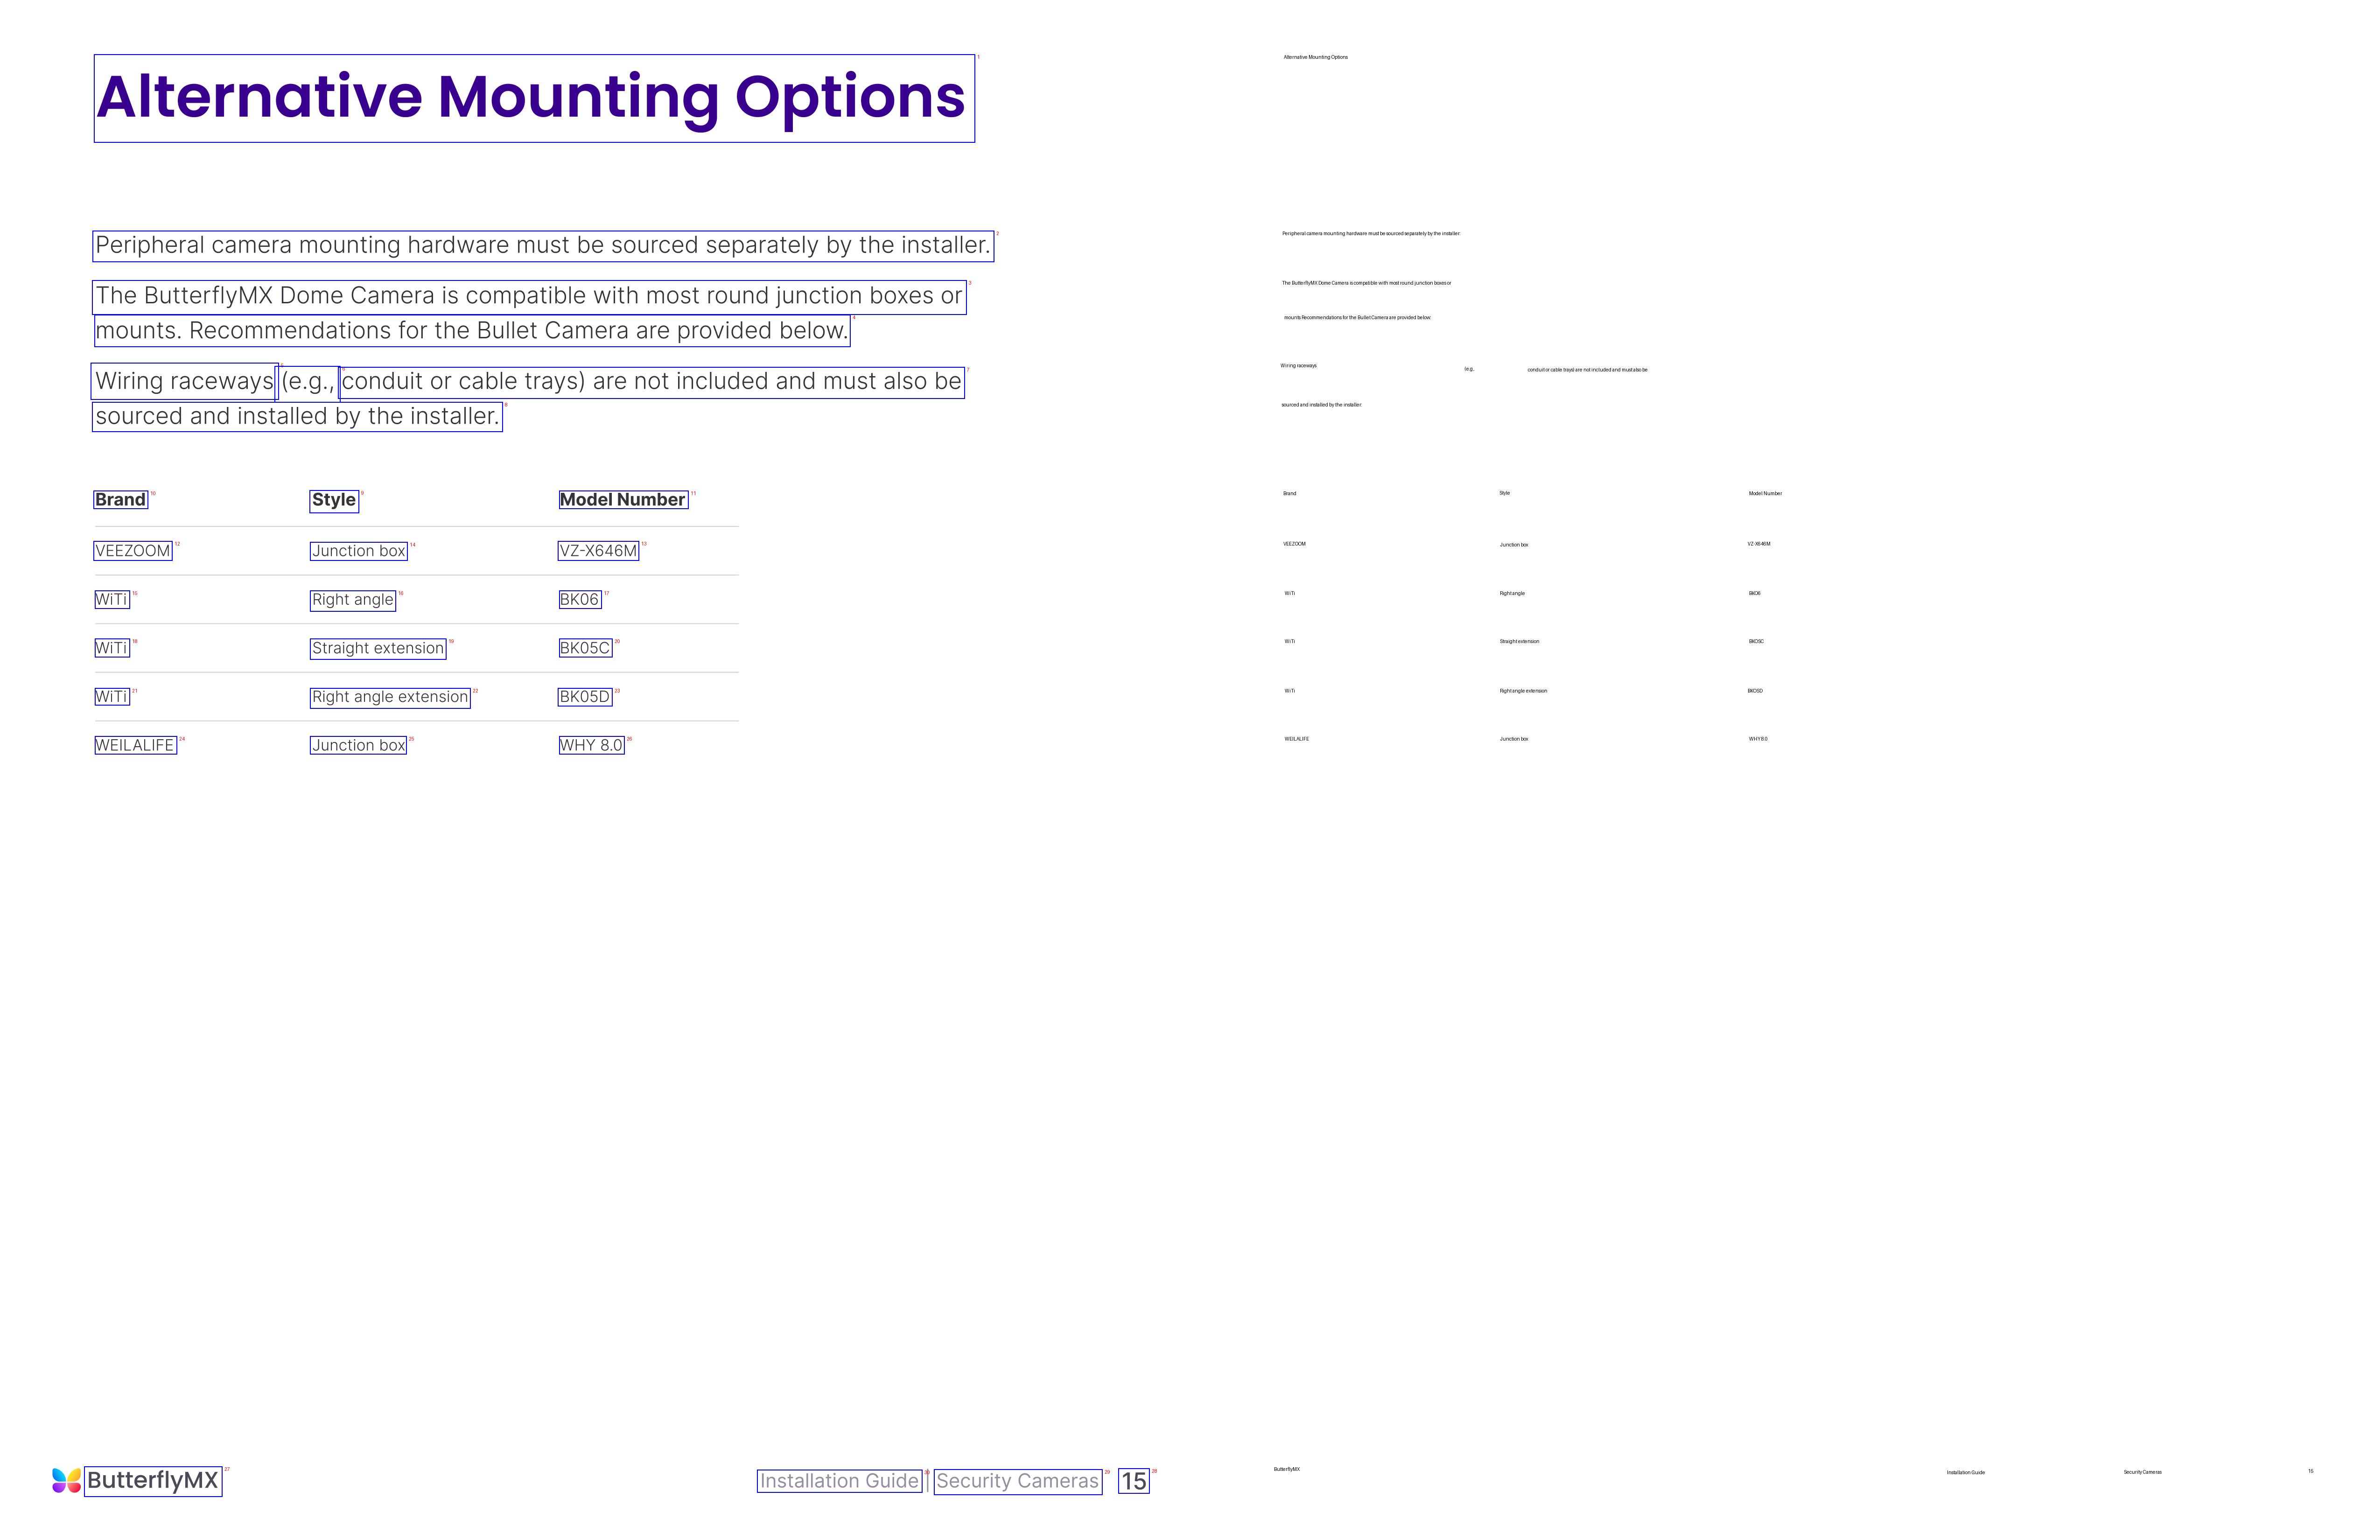 Alternative Mounting Options
Peripheral camera mounting hardware must be sourced separately by the installer.
The ButterflyMX Dome Camera is compatible with most round junction boxes or
mounts. Recommendations for the Bullet Camera are provided below.
Wiring raceways (e.g., conduit or cable trays) are not included and must also be
sourced and installed by the installer.
Brand Style Model Number
VEEZOOM Junction box VZ-X646M
WiTi Right angle BK06
WiTi Straight extension BK05C
WiTi Right angle extension BK05D
WEILALIFE Junction box WHY 8.0
ButterflyMX Installation Guide | Security Cameras 15
Alternative Mounting Options
Peripheral camera mounting hardware must be sourced separately by the installer.
The ButterflyMX Dome Camera is compatible with most round junction boxes or
mounts Recommendations for the Bullet Camera are provided below.
Wiring raceways (e.g., conduit or cable trays) are not included and must also be
sourced and installed by the installer.
Brand Style Model Number
VEEZOOM Junction box VZ-X646M
WiTi Right angle BK06
WiTi Straight extension
WiTi Right angle extension
WEILALIFE Junction box WHY 8.0
ButterflyMX Installation Guide Security Cameras 15